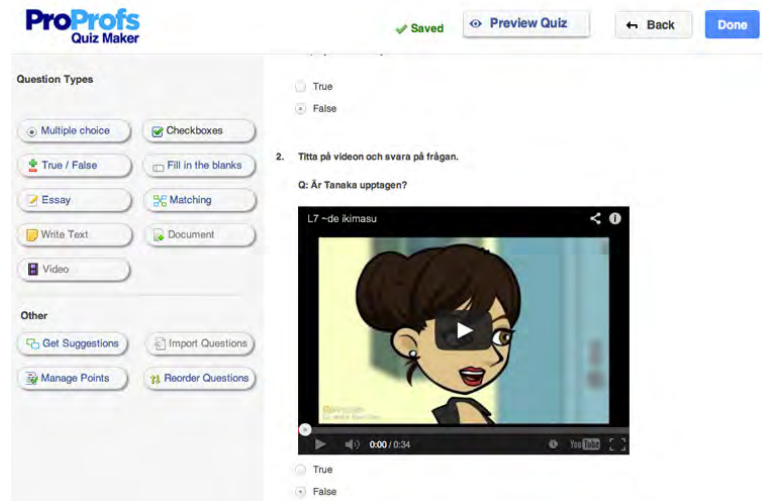 ProProfs
Quiz Maker
Saved
Preview Quiz
Back
Done
Question Types
Multiple choice
Checkboxes
True / False
Fill in the blanks
Essay
Matching
Write Text
Document
Video
Other
Get Suggestions
Import Questions
Manage Points
Reorder Questions
True
False
2. Titta på videon och svara på frågan.
Q: Är Tanaka upptagen?
L7 ~de ikimasu
0:00 / 0:34
YouTube
True
False